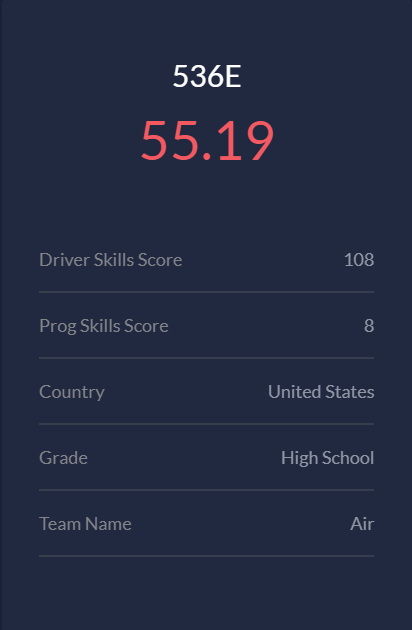 536E
55.19
Driver Skills Score 108
Prog Skills Score 8
Country United States
Grade High School
Team Name Air